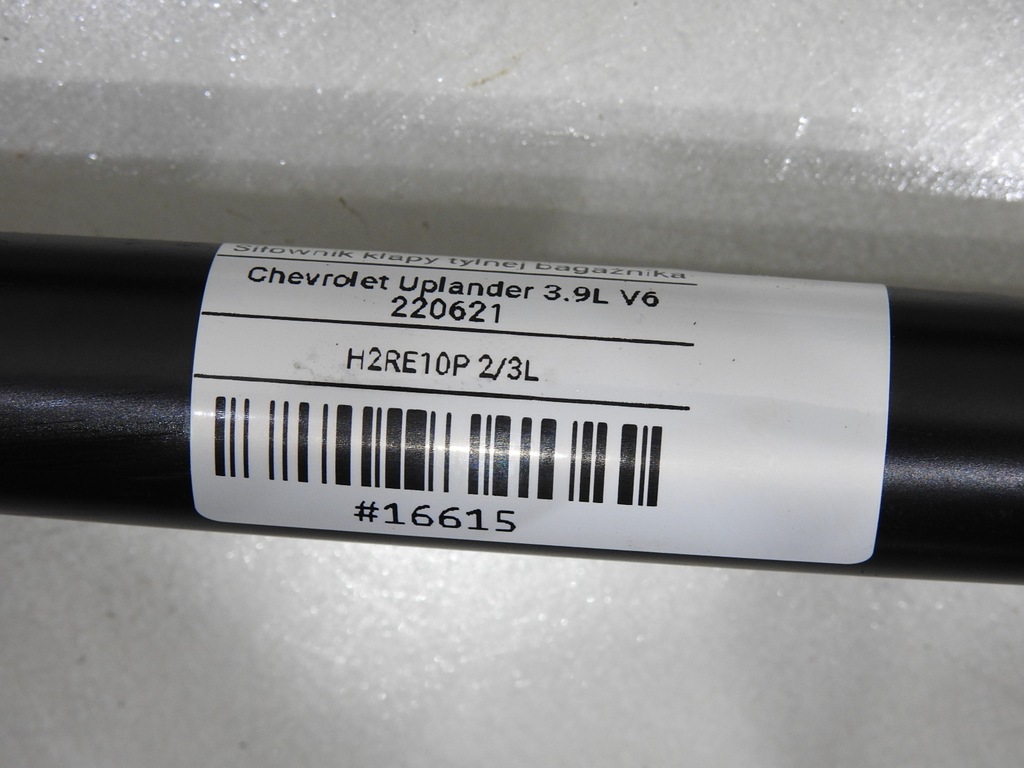 Siłownik klapy tylnej bagażnika
Chevrolet Uplander 3.9L V6
220621
H2RE10P 2/3L
#16615